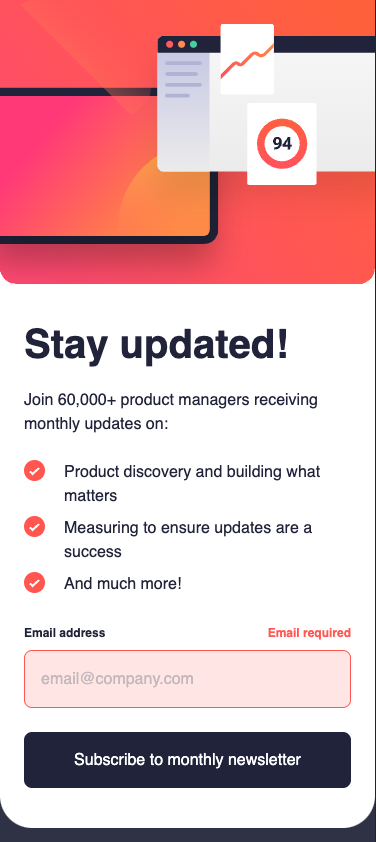 94
Stay updated!
Join 60,000+ product managers receiving
monthly updates on:
Product discovery and building what
matters
Measuring to ensure updates are a
success
And much more!
Email address Email required
email@company.com
Subscribe to monthly newsletter